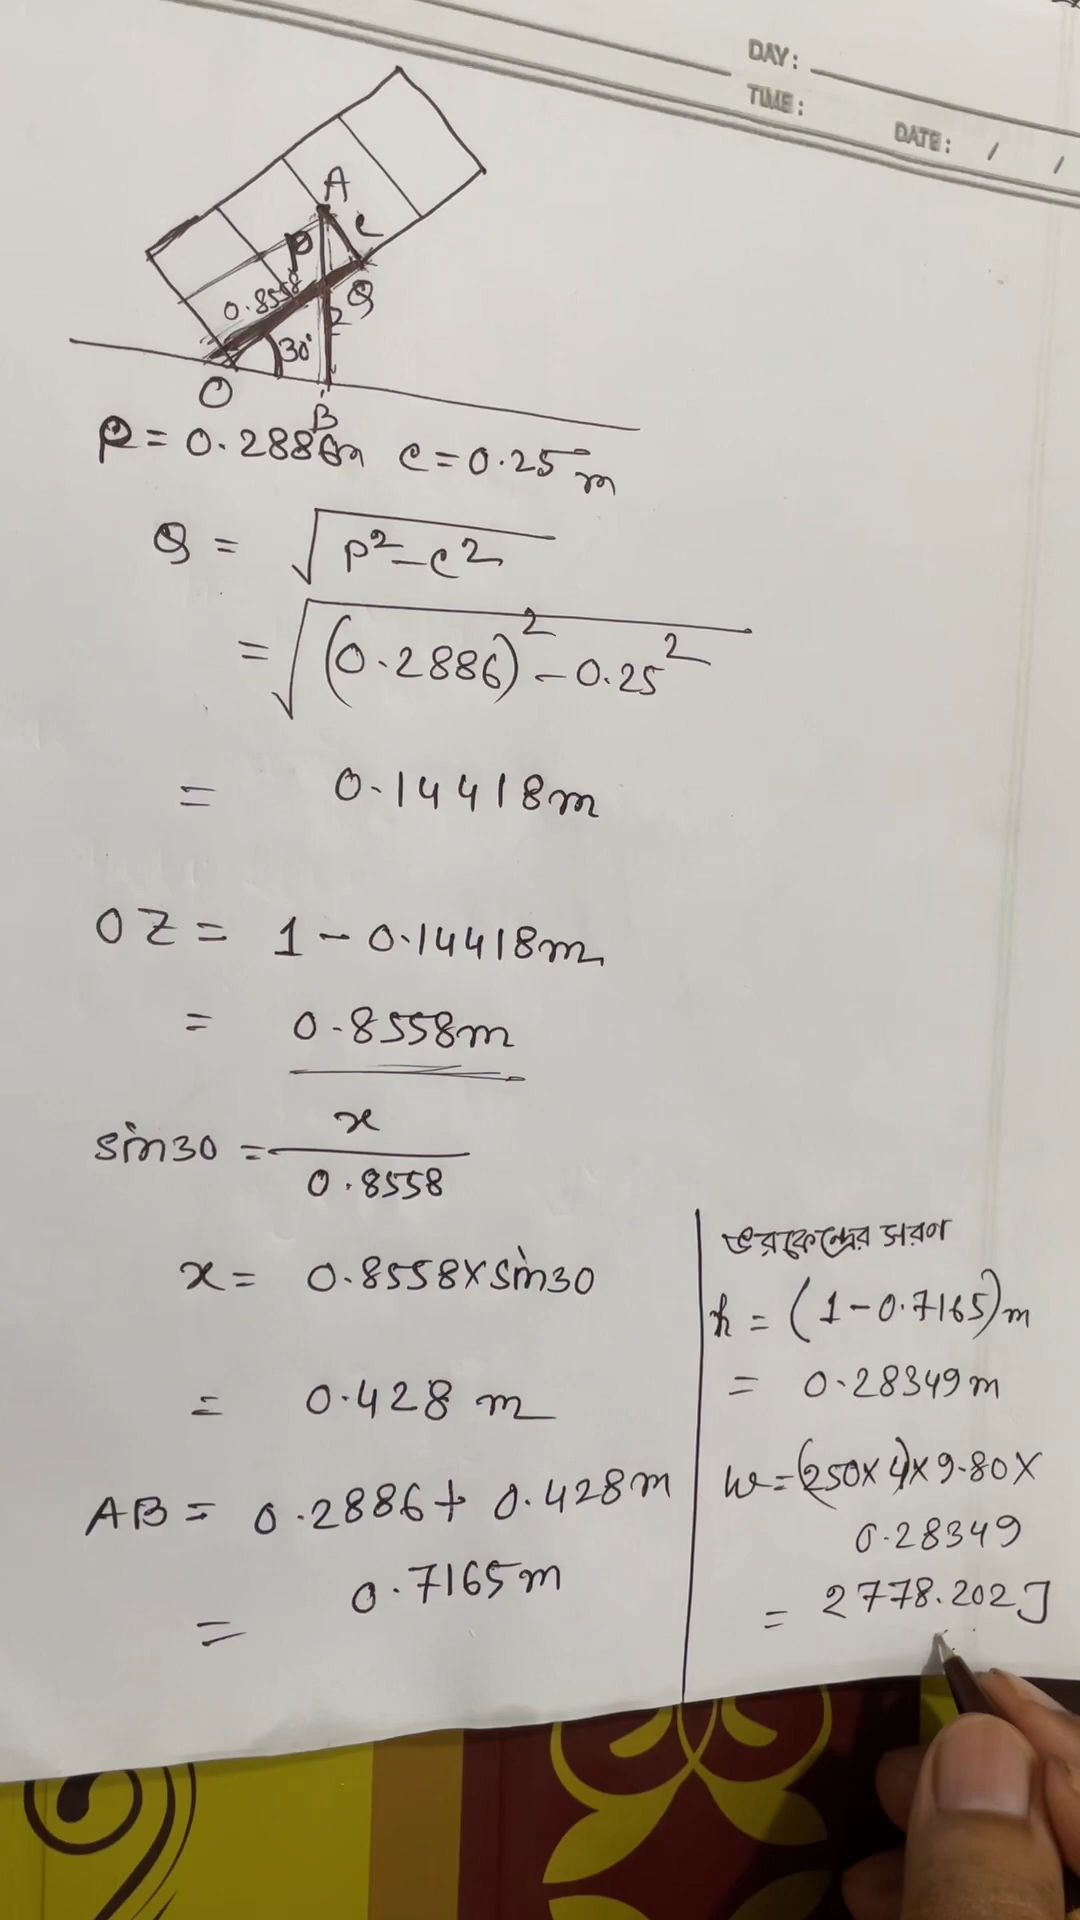 DAY:
TIME:
DATE: / /
A
P
C
0.8558
Q
Z
30°
O
B
P = 0.2886m C = 0.25m
Q = √P²-C²
= √(0.2886)² - 0.25²
= 0.14418m
OZ = 1 - 0.14418m
= 0.8558m
sin30 = x/0.8558
x = 0.8558 × sin30
= 0.428 m
AB = 0.2886 + 0.428 m
= 0.7165m
ভরকেন্দ্রের সরণ
h = (1 - 0.7165)m
= 0.28349m
W = (250×4)×9.80×
0.28349
= 2778.202J